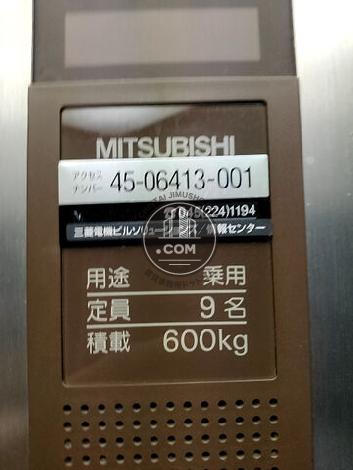 MITSUBISHI
アクセス
ナンバー 45-06413-001
☎045(224)1194
三菱電機ビルソリューションズ/情報センター
用途 乗用
定員 9名
積載 600kg
.COM